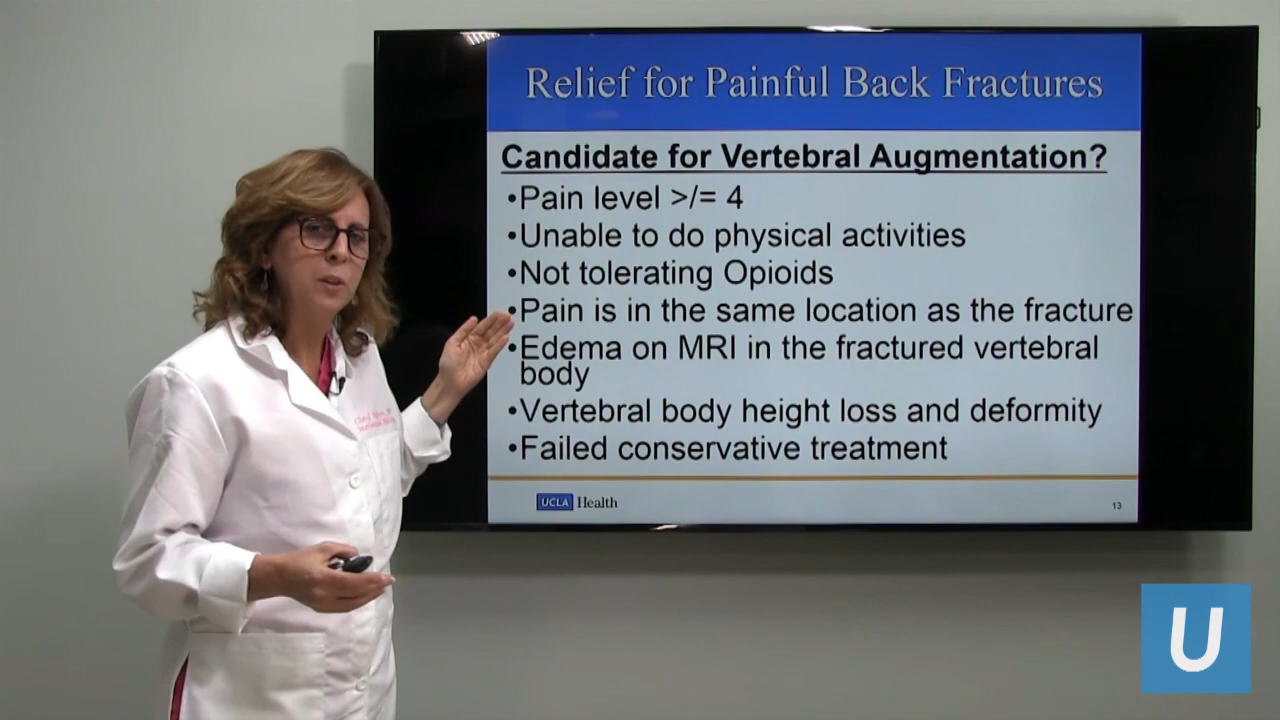 Relief for Painful Back Fractures
Candidate for Vertebral Augmentation?
•Pain level >/= 4
•Unable to do physical activities
•Not tolerating Opioids
•Pain is in the same location as the fracture
•Edema on MRI in the fractured vertebral
body
•Vertebral body height loss and deformity
•Failed conservative treatment
UCLA Health
13
U